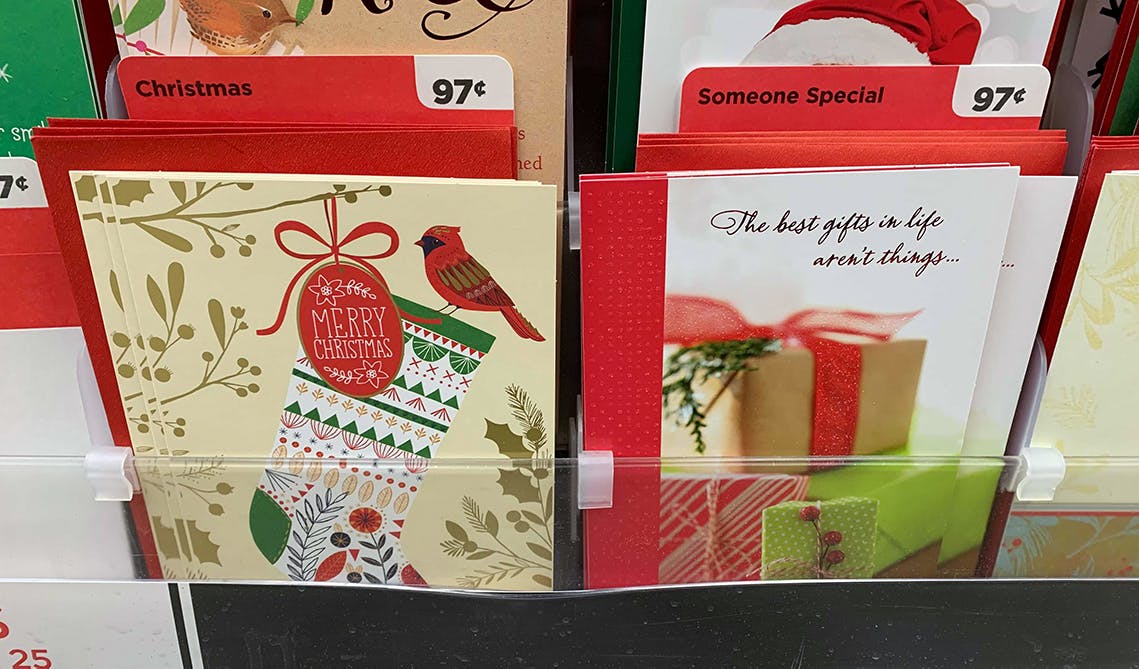 Christmas
97¢
Someone Special
97¢
7¢
The best gifts in life
aren't things...
...
MERRY
CHRISTMAS
25